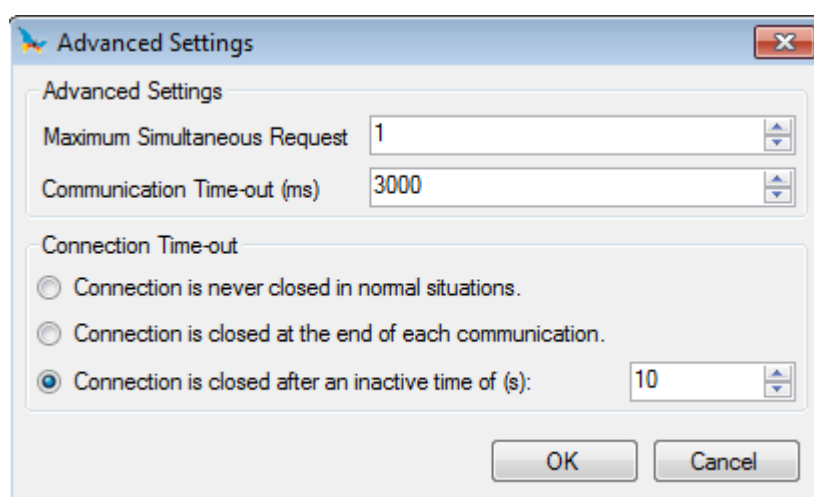 Advanced Settings
Advanced Settings
Maximum Simultaneous Request 1
Communication Time-out (ms) 3000
Connection Time-out
Connection is never closed in normal situations.
Connection is closed at the end of each communication.
Connection is closed after an inactive time of (s): 10
OK Cancel